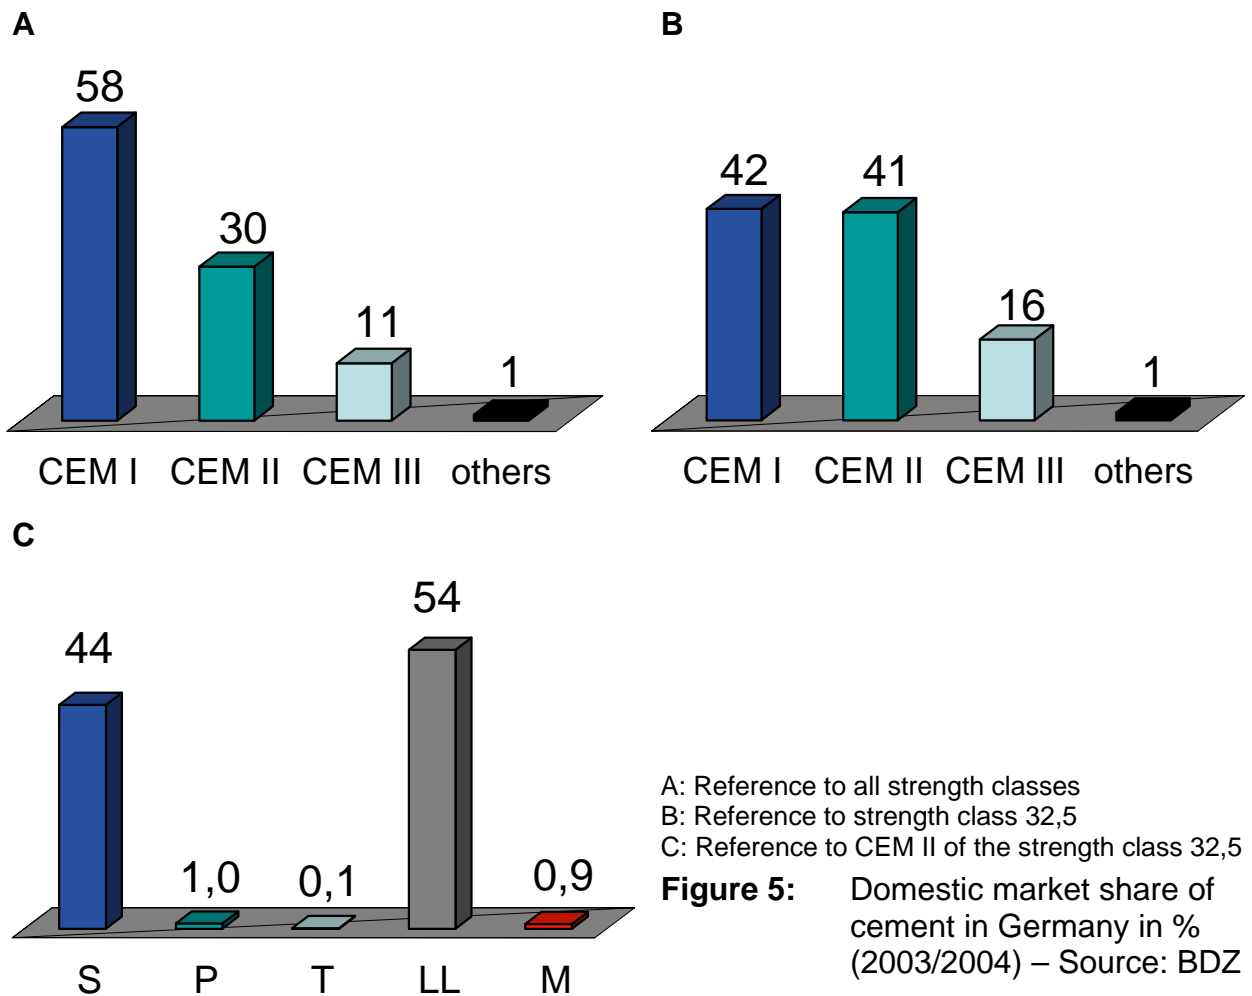 A
58
30
11
1
CEM I CEM II CEM III others
B
42
41
16
1
CEM I CEM II CEM III others
C
44
1,0
0,1
54
0,9
S P T LL M
A: Reference to all strength classes
B: Reference to strength class 32,5
C: Reference to CEM II of the strength class 32,5
Figure 5: Domestic market share of
cement in Germany in %
(2003/2004) – Source: BDZ